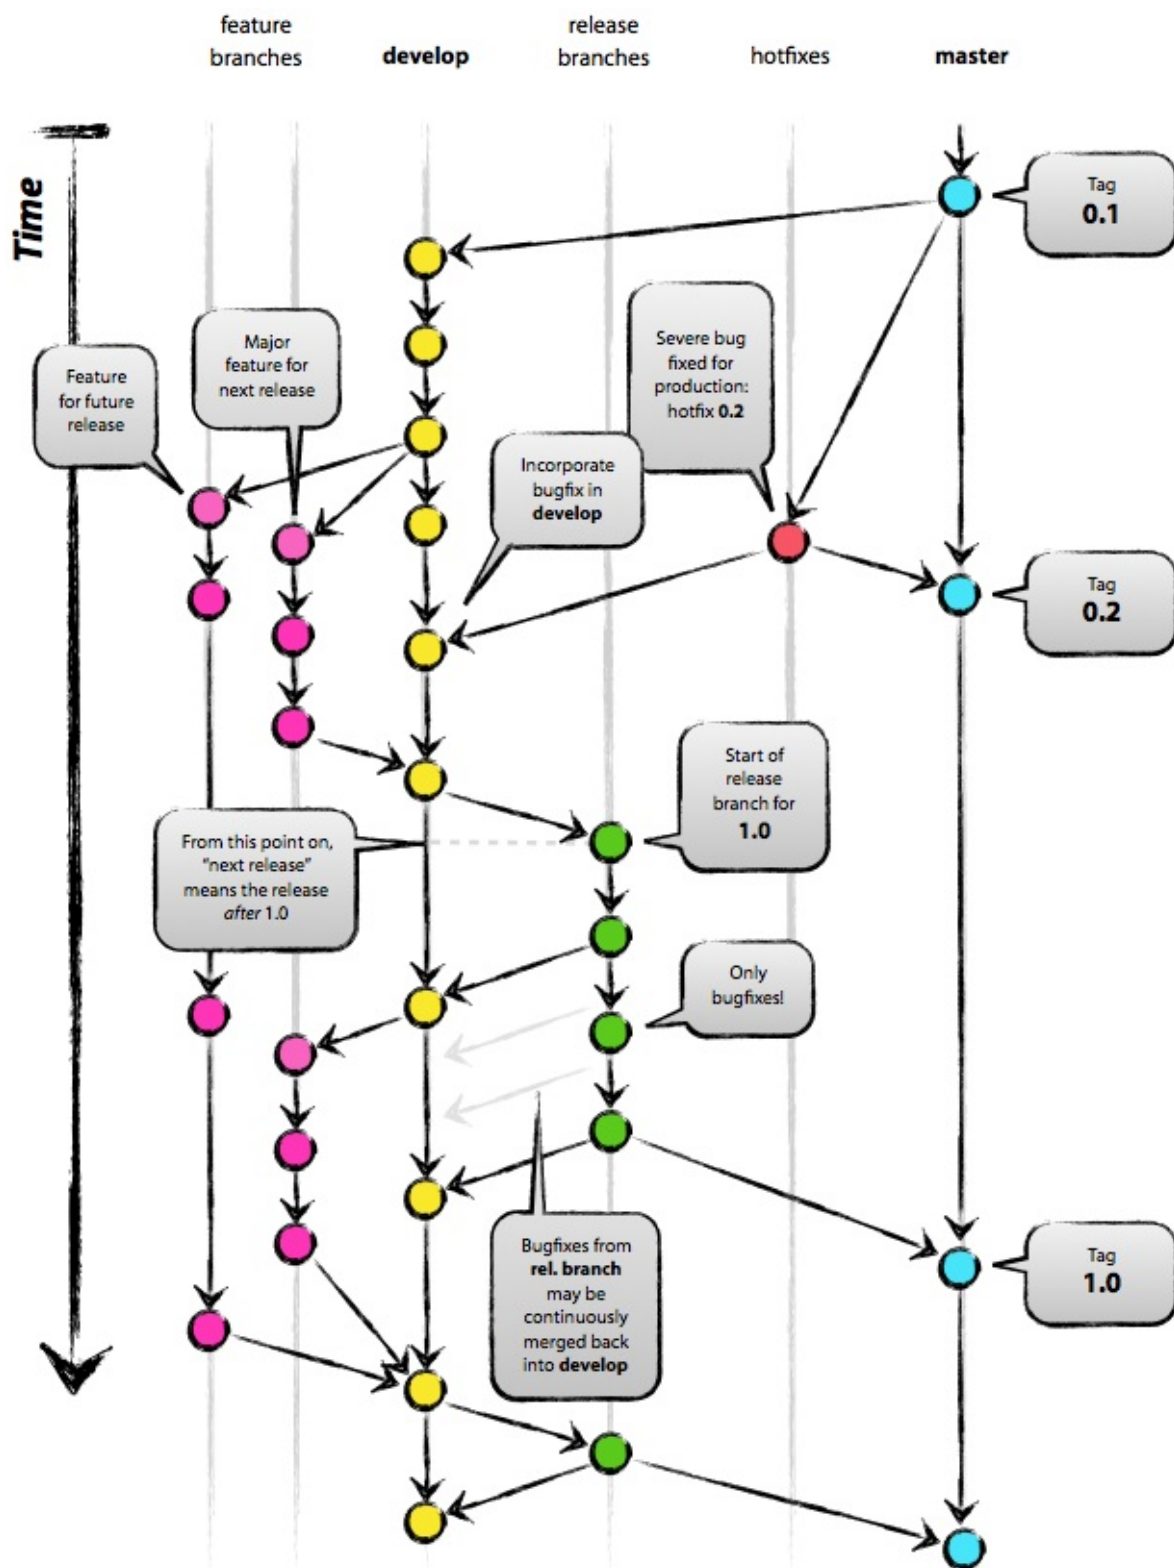 feature
branches
develop
release
branches
hotfixes
master
Time
Tag
0.1
Major
feature for
next release
Feature
for future
release
Severe bug
fixed for
production:
hotfix 0.2
Incorporate
bugfix in
develop
Tag
0.2
Start of
release
branch for
1.0
From this point on,
“next release”
means the release
after 1.0
Only
bugfixes!
Bugfixes from
rel. branch
may be
continuously
merged back
into develop
Tag
1.0